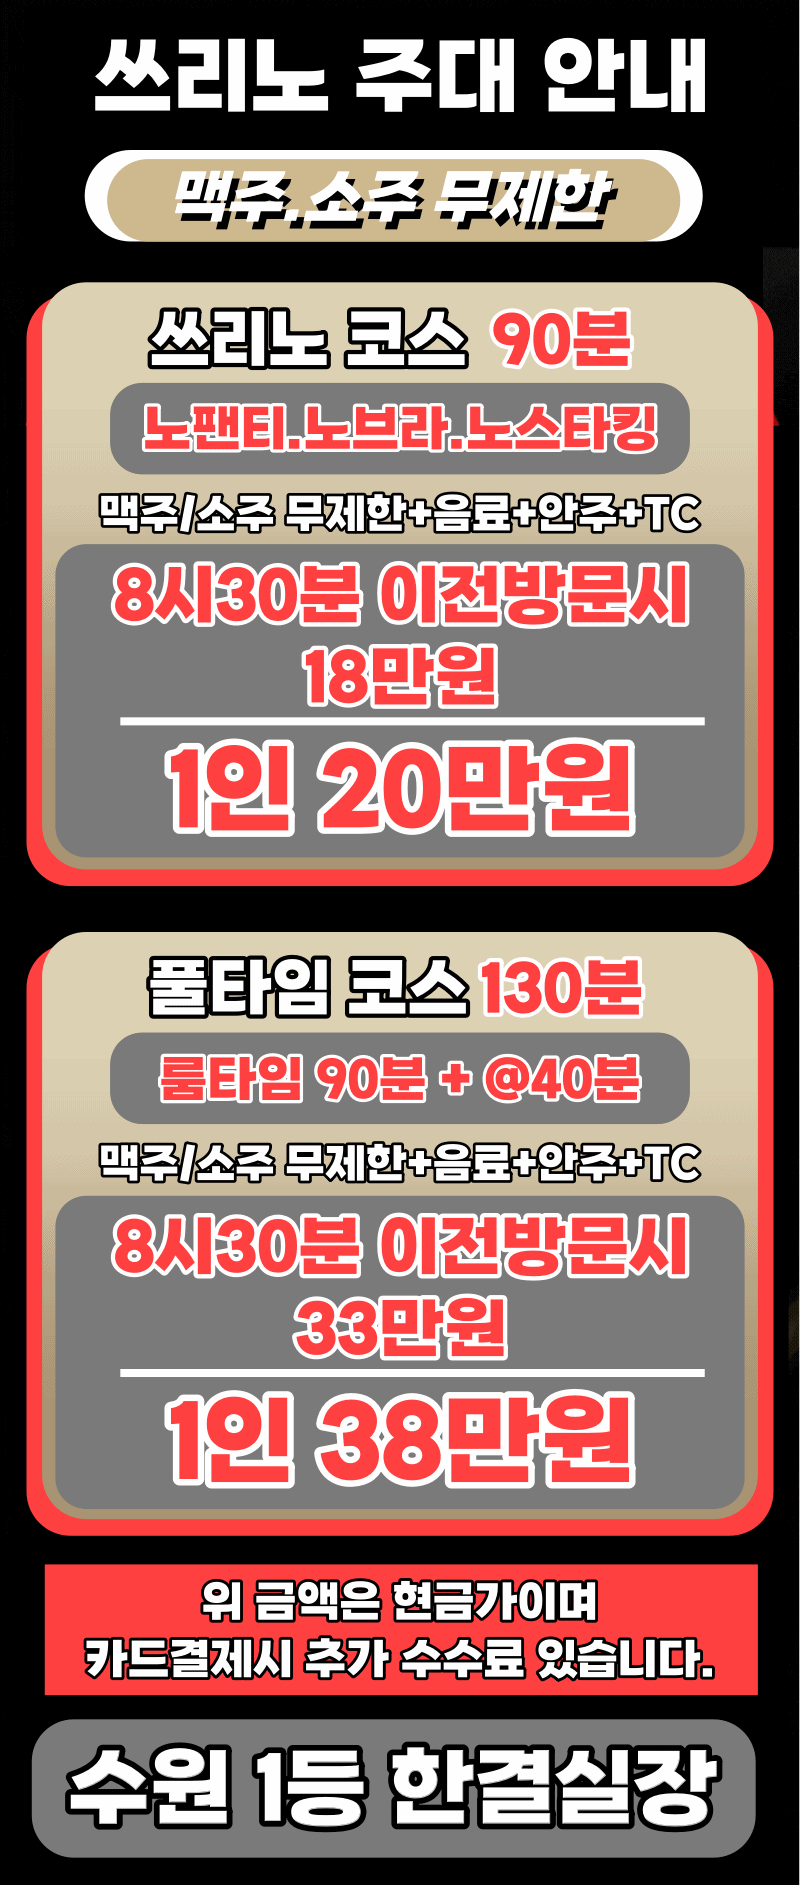 쓰리노 주대 안내
맥주.소주 무제한
쓰리노 코스 90분
노팬티.노브라.노스타킹
맥주/소주 무제한+음료+안주+TC
8시30분 이전방문시
18만원
1인 20만원
풀타임 코스 130분
룸타임 90분 + @40분
맥주/소주 무제한+음료+안주+TC
8시30분 이전방문시
33만원
1인 38만원
위 금액은 현금가이며
카드결제시 추가 수수료 있습니다.
수원 1등 한결실장